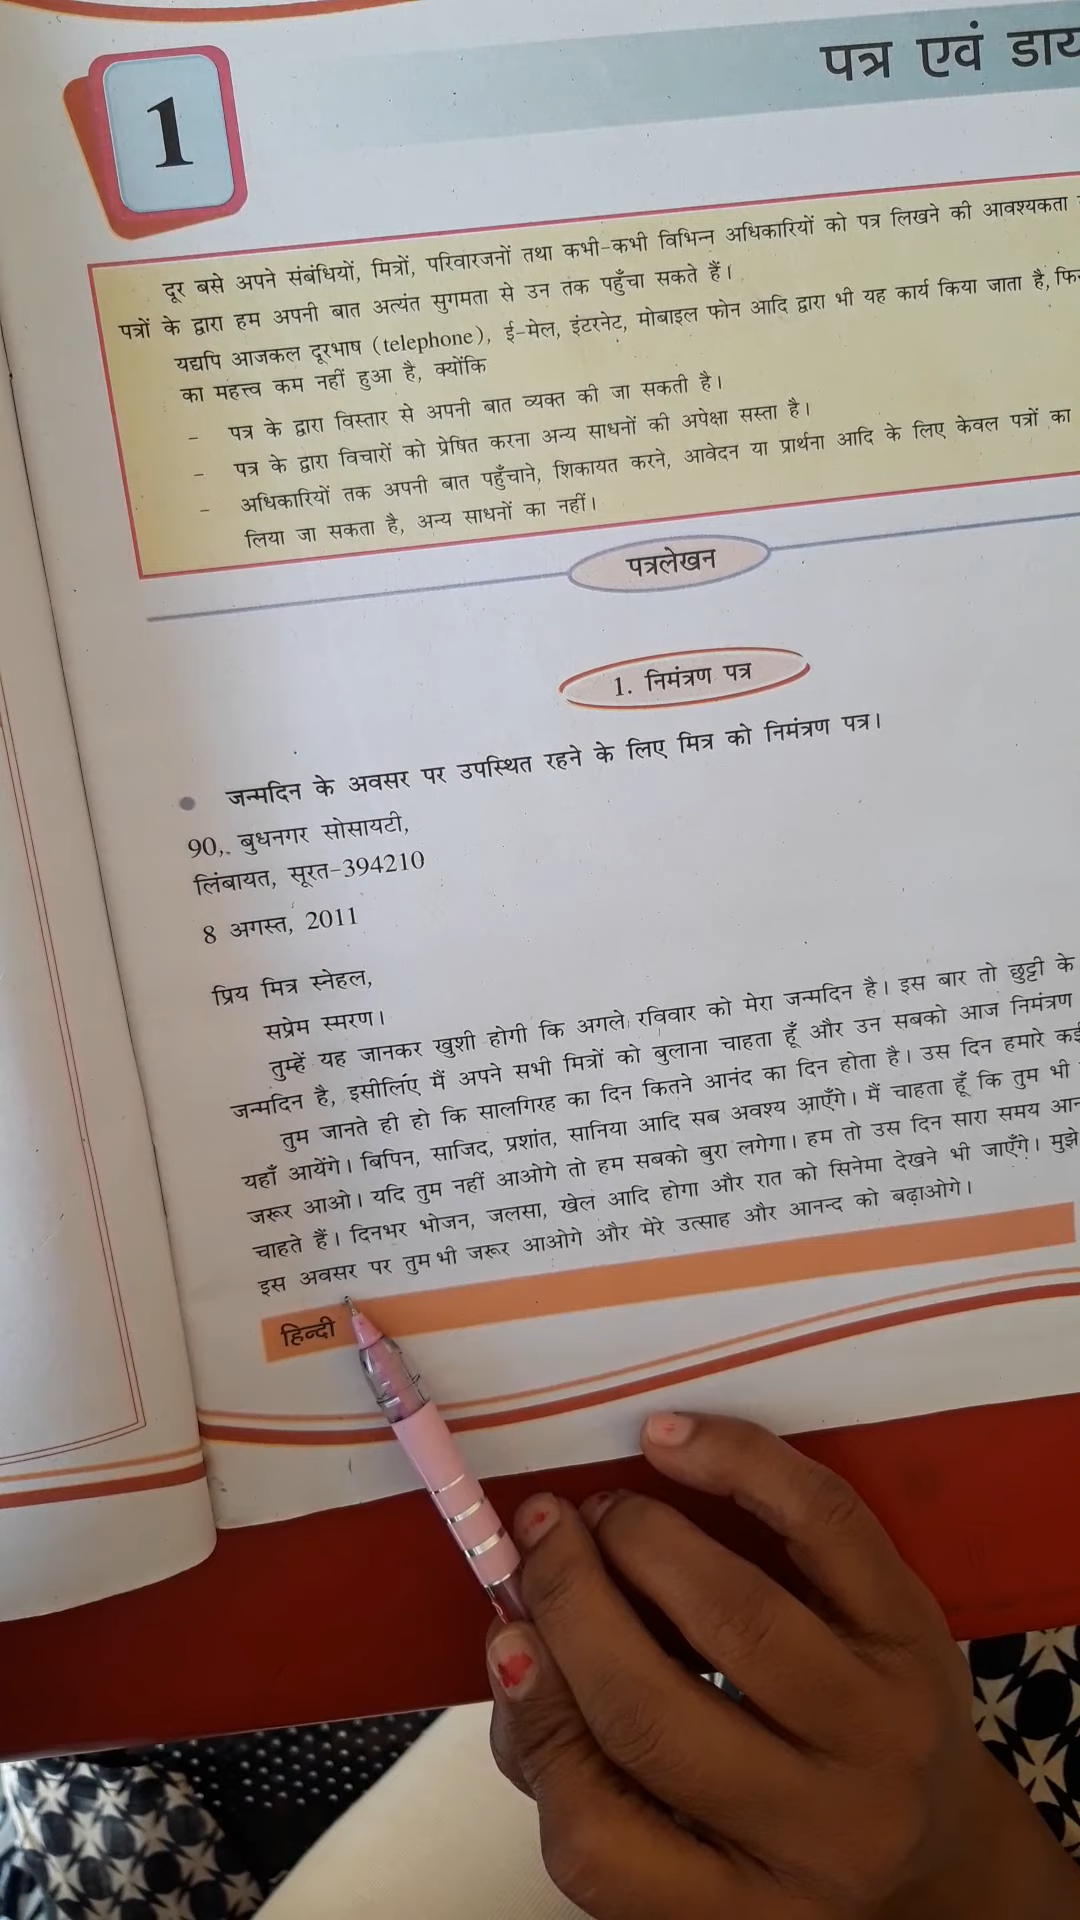 1
पत्र एवं
दूर बसे अपने संबंधियों, मित्रों, परिवारजनों तथा कभी-कभी विभिन्न अधिकारियों को पत्र लिखने की आवश्यकता
पत्रों के द्वारा हम अपनी बात अत्यंत सुगमता से उन तक पहुँचा सकते हैं।
यद्यपि आजकल दूरभाष (telephone), ई-मेल, इंटरनेट, मोबाइल फोन आदि द्वारा भी यह कार्य किया जाता है,
का महत्त्व कम नहीं हुआ है, क्योंकि
– पत्र के द्वारा विस्तार से अपनी बात व्यक्त की जा सकती है।
– पत्र के द्वारा विचारों को प्रेषित करना अन्य साधनों की अपेक्षा सस्ता है।
– अधिकारियों तक अपनी बात पहुँचाने, शिकायत करने, आवेदन या प्रार्थना आदि के लिए केवल पत्रों का
लिया जा सकता है, अन्य साधनों का नहीं।
पत्रलेखन
1. निमंत्रण पत्र
● जन्मदिन के अवसर पर उपस्थित रहने के लिए मित्र को निमंत्रण पत्र।
90, बुधनगर सोसायटी,
लिंबायत, सूरत-394210
8 अगस्त, 2011
प्रिय मित्र स्नेहल,
सप्रेम स्मरण।
तुम्हें यह जानकर खुशी होगी कि अगले रविवार को मेरा जन्मदिन है। इस बार तो छुट्टी के
जन्मदिन है, इसीलिए मैं अपने सभी मित्रों को बुलाना चाहता हूँ और उन सबको आज निमंत्रण
तुम जानते ही हो कि सालगिरह का दिन कितने आनंद का दिन होता है। उस दिन हमारे
यहाँ आयेंगे। बिपिन, साजिद, प्रशांत, सानिया आदि सब अवश्य आएँगे। मैं चाहता हूँ कि तुम भी
जरूर आओ। यदि तुम नहीं आओगे तो हम सबको बुरा लगेगा। हम तो उस दिन सारा समय
चाहते हैं। दिनभर भोजन, जलसा, खेल आदि होगा और रात को सिनेमा देखने भी जाएँगे। मुझे
इस अवसर पर तुम भी जरूर आओगे और मेरे उत्साह और आनन्द को बढ़ाओगे।
हिन्दी